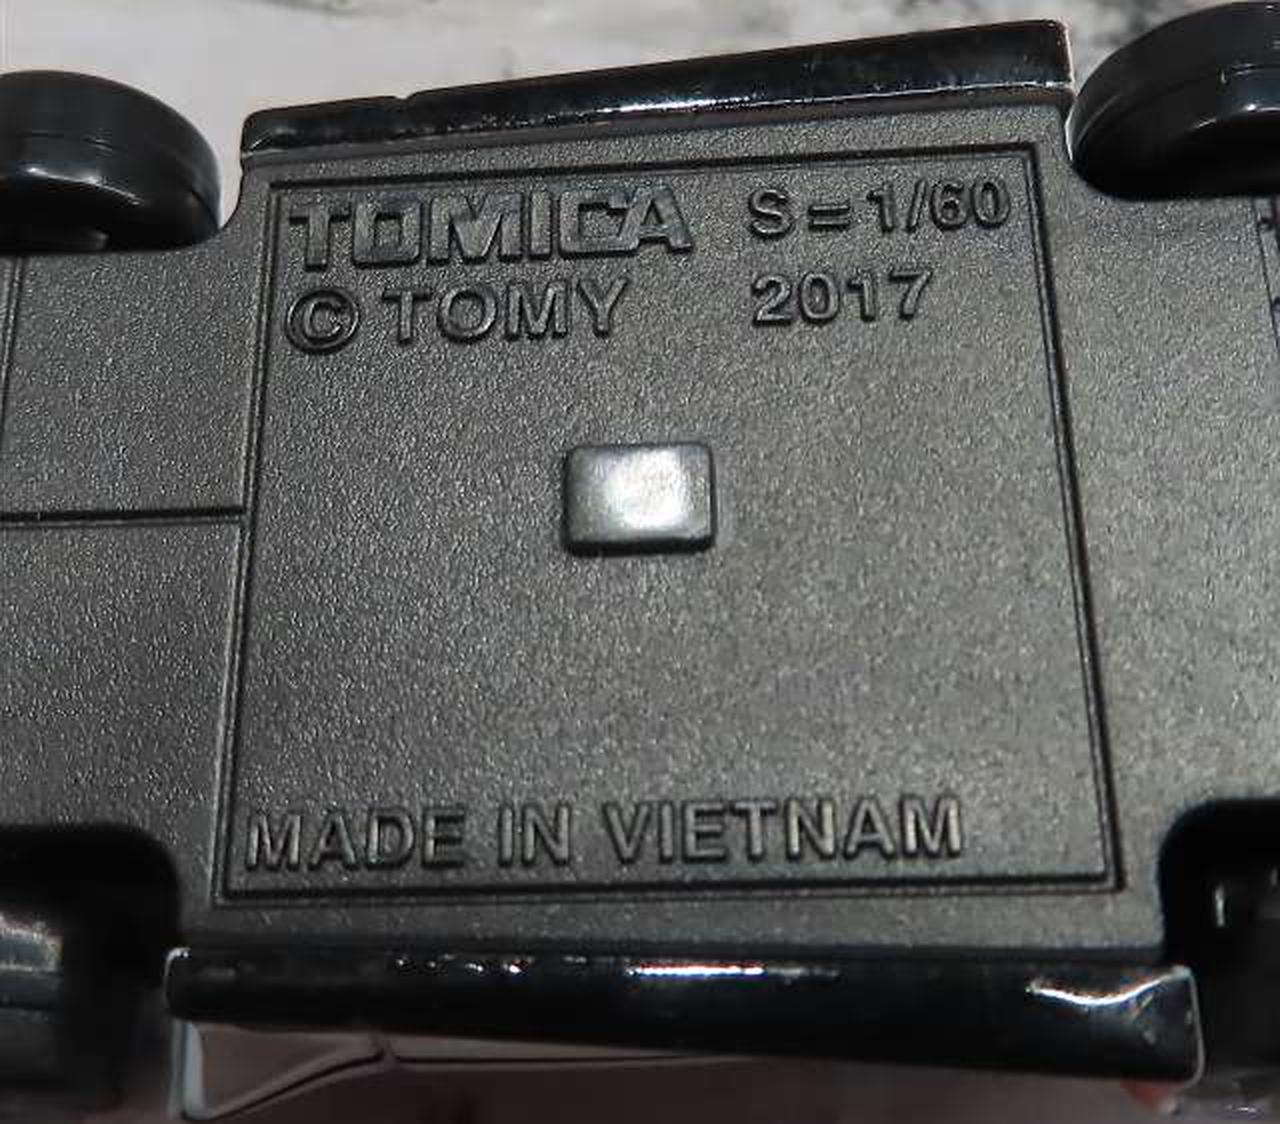 TOMICA S=1/60
© TOMY 2017
MADE IN VIETNAM